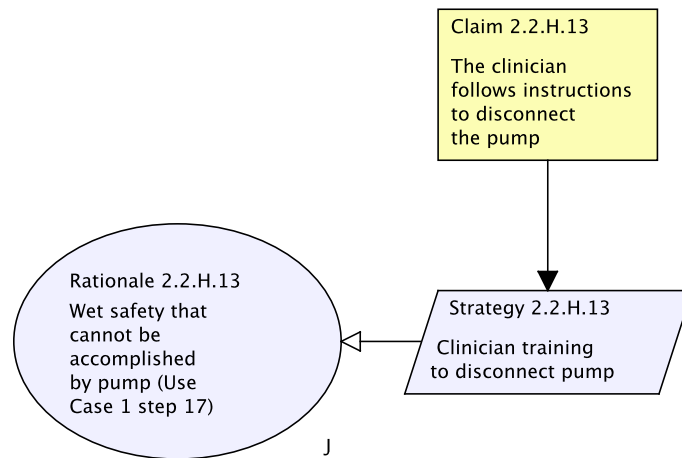 Claim 2.2.H.13
The clinician
follows instructions
to disconnect
the pump
Rationale 2.2.H.13
Wet safety that
cannot be
accomplished
by pump (Use
Case 1 step 17)
J
Strategy 2.2.H.13
Clinician training
to disconnect pump